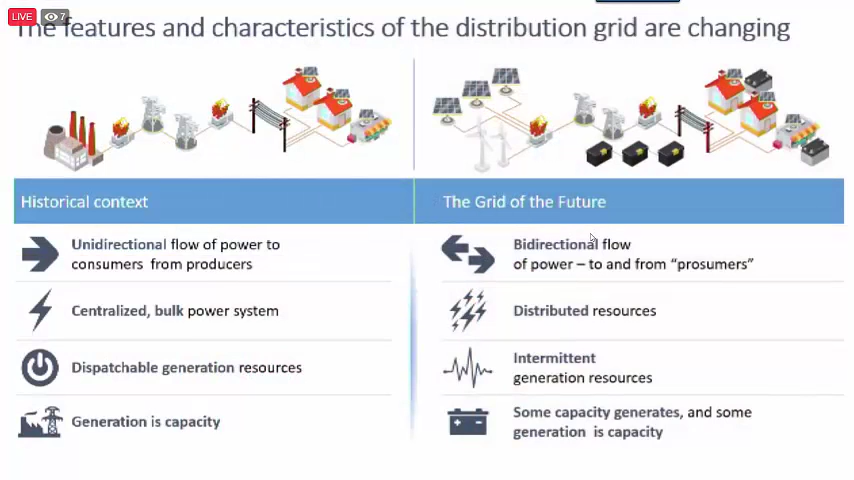 LIVE 7
The features and characteristics of the distribution grid are changing
Historical context
The Grid of the Future
Unidirectional flow of power to
consumers from producers
Bidirectional flow
of power – to and from “prosumers”
Centralized, bulk power system
Distributed resources
Dispatchable generation resources
Intermittent
generation resources
Generation is capacity
Some capacity generates, and some
generation is capacity